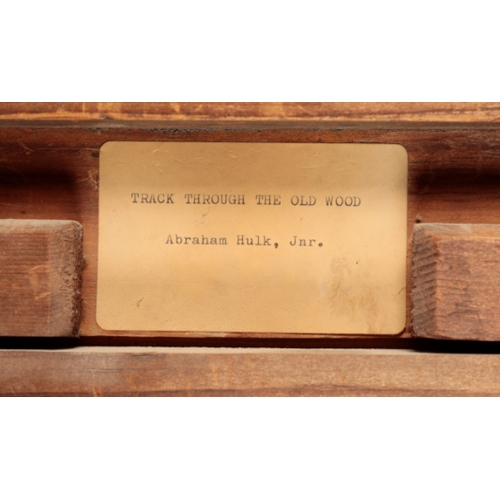 TRACK THROUGH THE OLD WOOD
Abraham Hulk, Jnr.